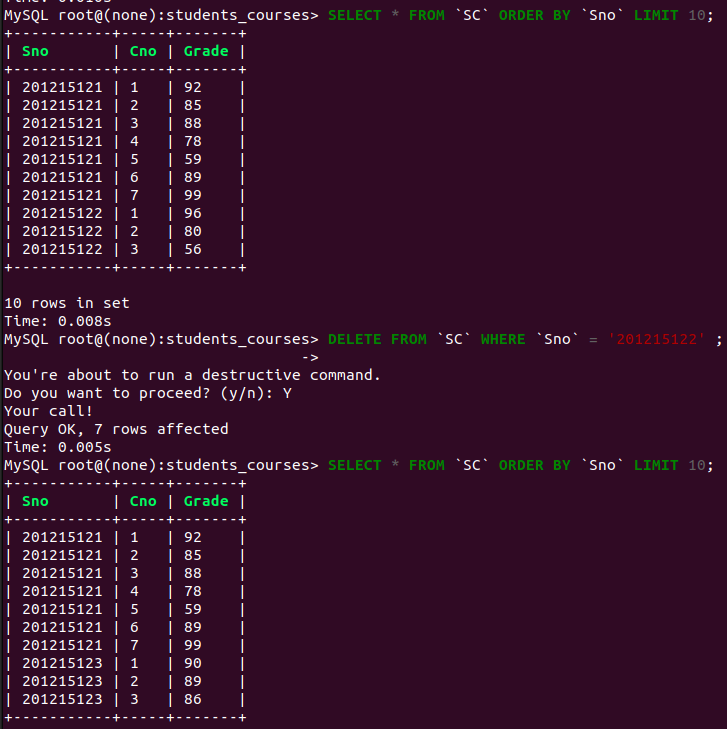 MySQL root@(none):students_courses> SELECT * FROM `SC` ORDER BY `Sno` LIMIT 10;
+-----------+-----+-------+
| Sno       | Cno | Grade |
+-----------+-----+-------+
| 201215121 | 1   | 92    |
| 201215121 | 2   | 85    |
| 201215121 | 3   | 88    |
| 201215121 | 4   | 78    |
| 201215121 | 5   | 59    |
| 201215121 | 6   | 89    |
| 201215121 | 7   | 99    |
| 201215122 | 1   | 96    |
| 201215122 | 2   | 80    |
| 201215122 | 3   | 56    |
+-----------+-----+-------+
10 rows in set
Time: 0.008s
MySQL root@(none):students_courses> DELETE FROM `SC` WHERE `Sno` = '201215122' ;
->
You're about to run a destructive command.
Do you want to proceed? (y/n): Y
Your call!
Query OK, 7 rows affected
Time: 0.005s
MySQL root@(none):students_courses> SELECT * FROM `SC` ORDER BY `Sno` LIMIT 10;
+-----------+-----+-------+
| Sno       | Cno | Grade |
+-----------+-----+-------+
| 201215121 | 1   | 92    |
| 201215121 | 2   | 85    |
| 201215121 | 3   | 88    |
| 201215121 | 4   | 78    |
| 201215121 | 5   | 59    |
| 201215121 | 6   | 89    |
| 201215121 | 7   | 99    |
| 201215123 | 1   | 90    |
| 201215123 | 2   | 89    |
| 201215123 | 3   | 86    |
+-----------+-----+-------+